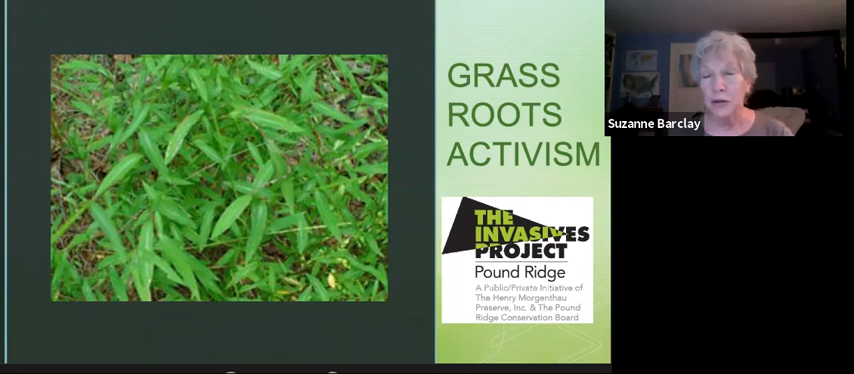 GRASS
ROOTS
ACTIVISM
Suzanne Barclay
THE
INVASIVES
PROJECT
Pound Ridge
A Public/Private Initiative of
The Henry Morgenthau
Preserve, Inc. & The Pound
Ridge Conservation Board